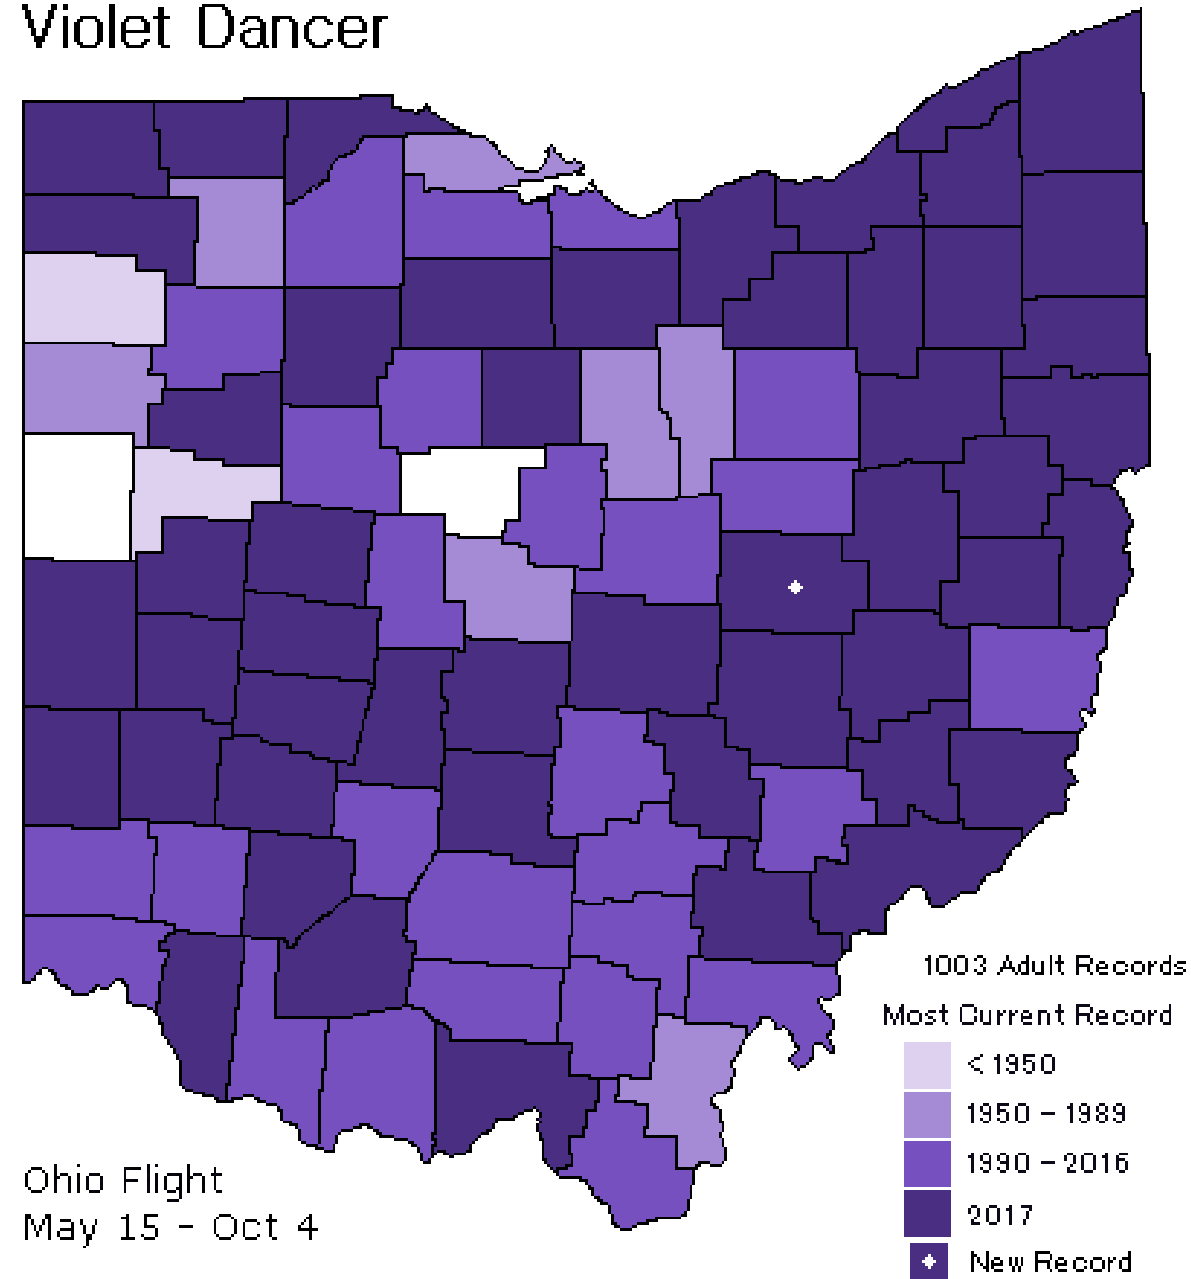 Violet Dancer
1003 Adult Records
Most Current Record
<1950
1950 - 1989
1990 - 2016
2017
New Record
Ohio Flight
May 15 - Oct 4